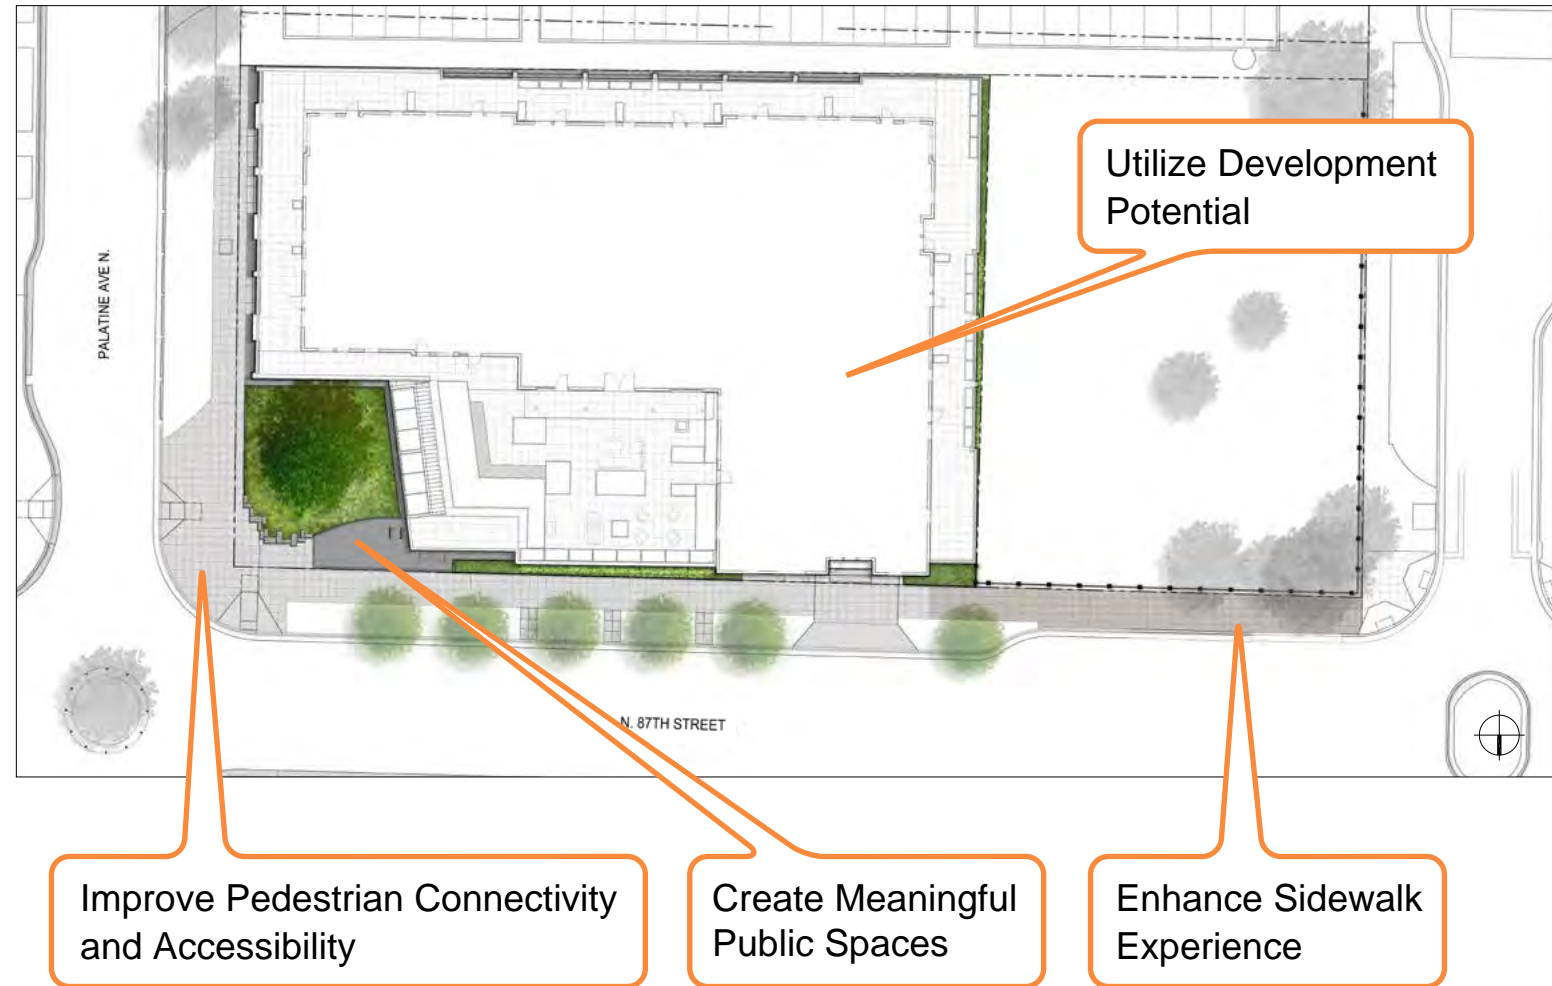 Utilize Development
Potential
PALATINE AVE N.
N. 87TH STREET
Improve Pedestrian Connectivity
and Accessibility
Create Meaningful
Public Spaces
Enhance Sidewalk
Experience